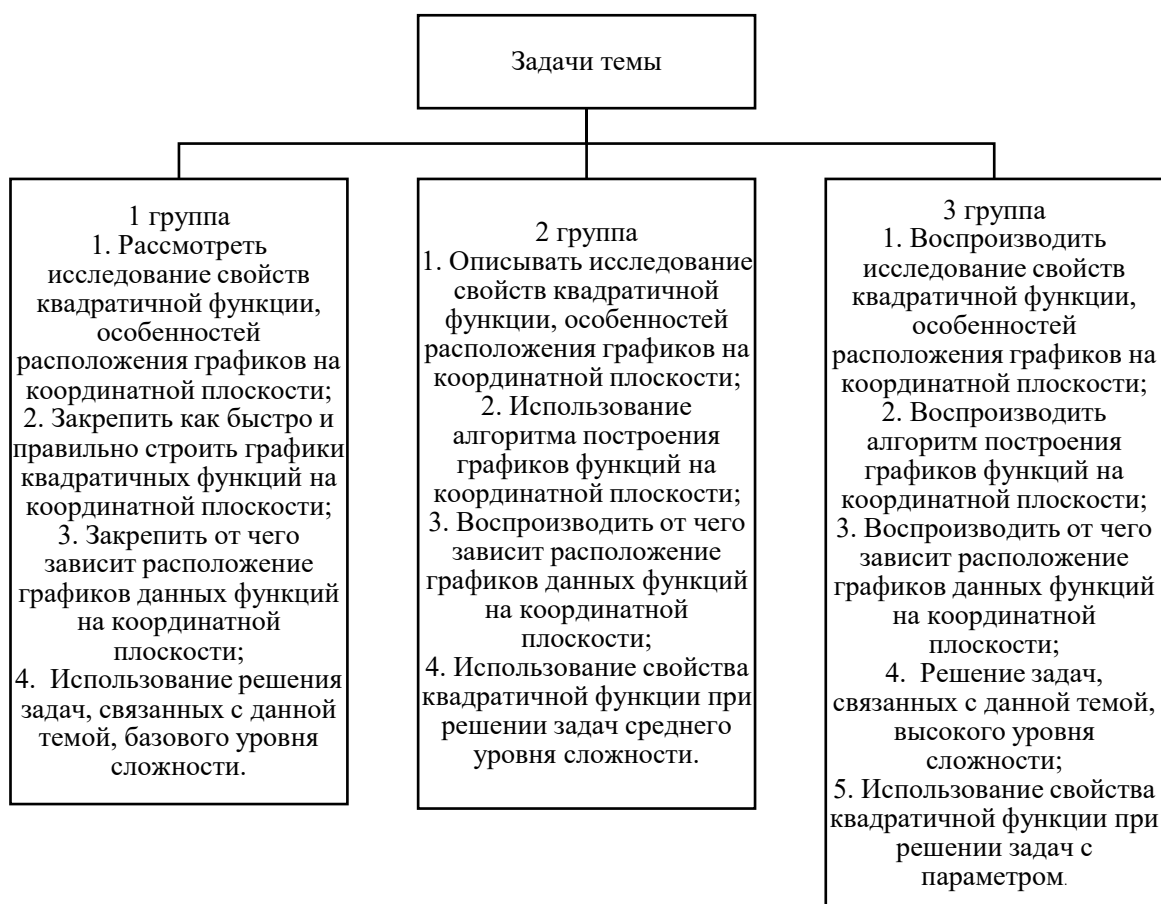 Задачи темы
1 группа
1. Рассмотреть
исследование свойств
квадратичной функции,
особенностей
расположения графиков на
координатной плоскости;
2. Закрепить как быстро и
правильно строить графики
квадратичных функций на
координатной плоскости;
3. Закрепить от чего
зависит расположение
графиков данных функций
на координатной
плоскости;
4. Использование решения
задач, связанных с данной
темой, базового уровня
сложности.
2 группа
1. Описывать исследование
свойств квадратичной
функции, особенностей
расположения графиков на
координатной плоскости;
2. Использование
алгоритма построения
графиков функций на
координатной плоскости;
3. Воспроизводить от чего
зависит расположение
графиков данных функций
на координатной
плоскости;
4. Использование свойства
квадратичной функции при
решении задач среднего
уровня сложности.
3 группа
1. Воспроизводить
исследование свойств
квадратичной функции,
особенностей
расположения графиков на
координатной плоскости;
2. Воспроизводить
алгоритм построения
графиков функций на
координатной плоскости;
3. Воспроизводить от чего
зависит расположение
графиков данных функций
на координатной
плоскости;
4. Решение задач,
связанных с данной темой,
высокого уровня
сложности;
5. Использование свойства
квадратичной функции при
решении задач с
параметром.